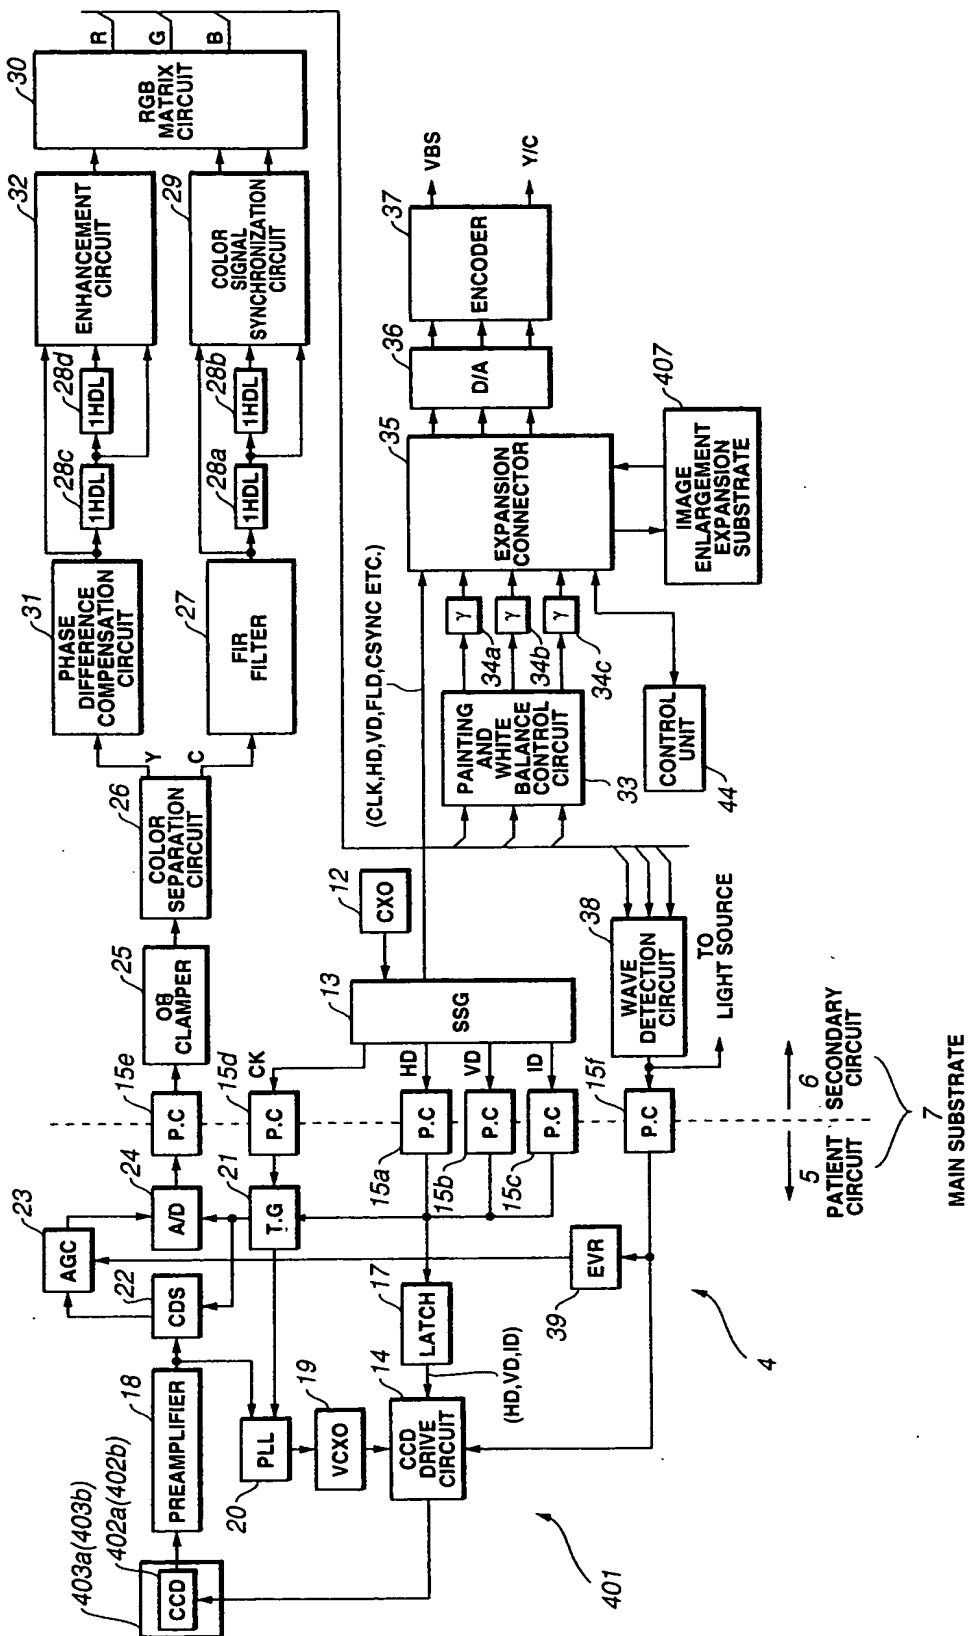 403a(403b)
402a(402b)
CCD
18
PREAMPLIFIER
22
CDS
23
AGC
24
A/D
15e
P.C
25
OB
CLAMPER
26
COLOR
SEPARATION
CIRCUIT
Y
C
31
PHASE
DIFFERENCE
COMPENSATION
CIRCUIT
27
FIR
FILTER
28c
1HDL
28d
1HDL
28a
1HDL
28b
1HDL
32
ENHANCEMENT
CIRCUIT
29
COLOR
SIGNAL
SYNCHRONIZATION
CIRCUIT
30
RGB
MATRIX
CIRCUIT
R
G
B
20
PLL
19
VCXO
21
T.G
15d
P.C
CK
14
CCD
DRIVE
CIRCUIT
17
LATCH
(HD,VD,ID)
15a
P.C
HD
15b
P.C
VD
15c
P.C
ID
13
SSG
12
CXO
(CLK,HD,VD,FLD,CSYNC ETC.)
33
PAINTING
AND
WHITE
BALANCE
CONTROL
CIRCUIT
34a
γ
34b
γ
34c
γ
35
EXPANSION
CONNECTOR
36
D/A
37
ENCODER
VBS
Y/C
44
CONTROL
UNIT
407
IMAGE
ENLARGEMENT
EXPANSION
SUBSTRATE
39
EVR
15f
P.C
38
WAVE
DETECTION
CIRCUIT
TO
LIGHT SOURCE
401
4
5
PATIENT
CIRCUIT
6
SECONDARY
CIRCUIT
7
MAIN SUBSTRATE